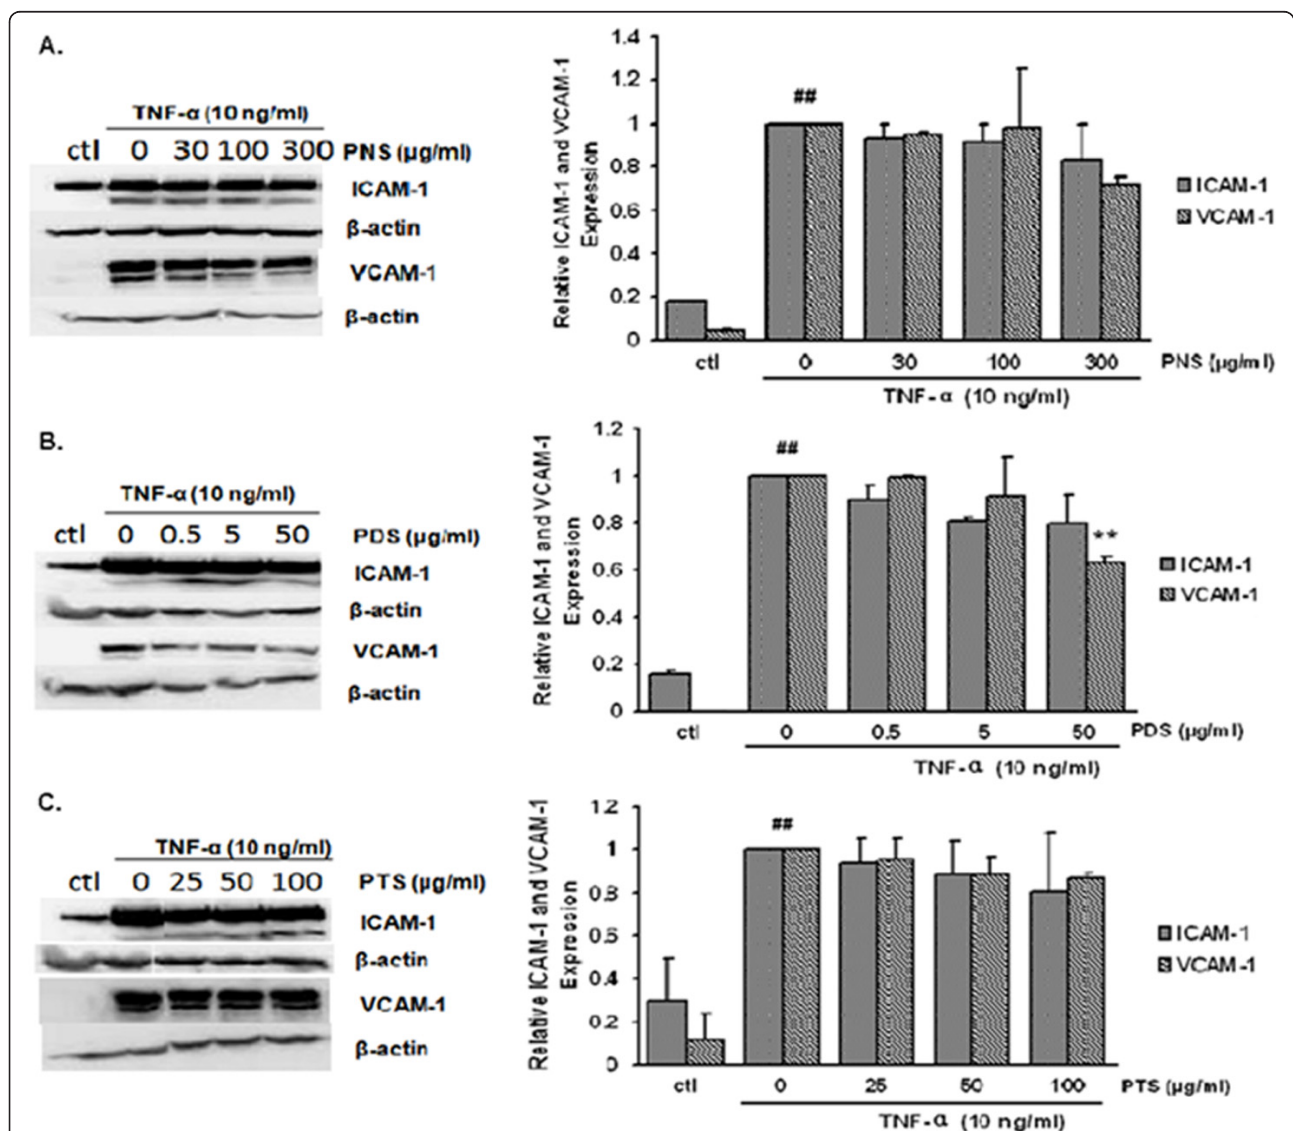 A.
TNF-α (10 ng/ml)
ctl 0 30 100 300 PNS (µg/ml)
ICAM-1
β-actin
VCAM-1
β-actin
Relative ICAM-1 and VCAM-1
Expression
1.4
1.2
1
0.8
0.6
0.4
0.2
0
##
ICAM-1
VCAM-1
ctl 0 30 100 300 PNS (µg/ml)
TNF-α (10 ng/ml)
B.
TNF-α (10 ng/ml)
ctl 0 0.5 5 50 PDS (µg/ml)
ICAM-1
β-actin
VCAM-1
β-actin
Relative ICAM-1 and VCAM-1
Expression
1.2
1
0.8
0.6
0.4
0.2
0
##
**
ICAM-1
VCAM-1
ctl 0 0.5 5 50 PDS (µg/ml)
TNF-α (10 ng/ml)
C.
TNF-α (10 ng/ml)
ctl 0 25 50 100 PTS (µg/ml)
ICAM-1
β-actin
VCAM-1
β-actin
Relative ICAM-1 and VCAM-1
Expression
1.2
1
0.8
0.6
0.4
0.2
0
##
ICAM-1
VCAM-1
ctl 0 25 50 100 PTS (µg/ml)
TNF-α (10 ng/ml)